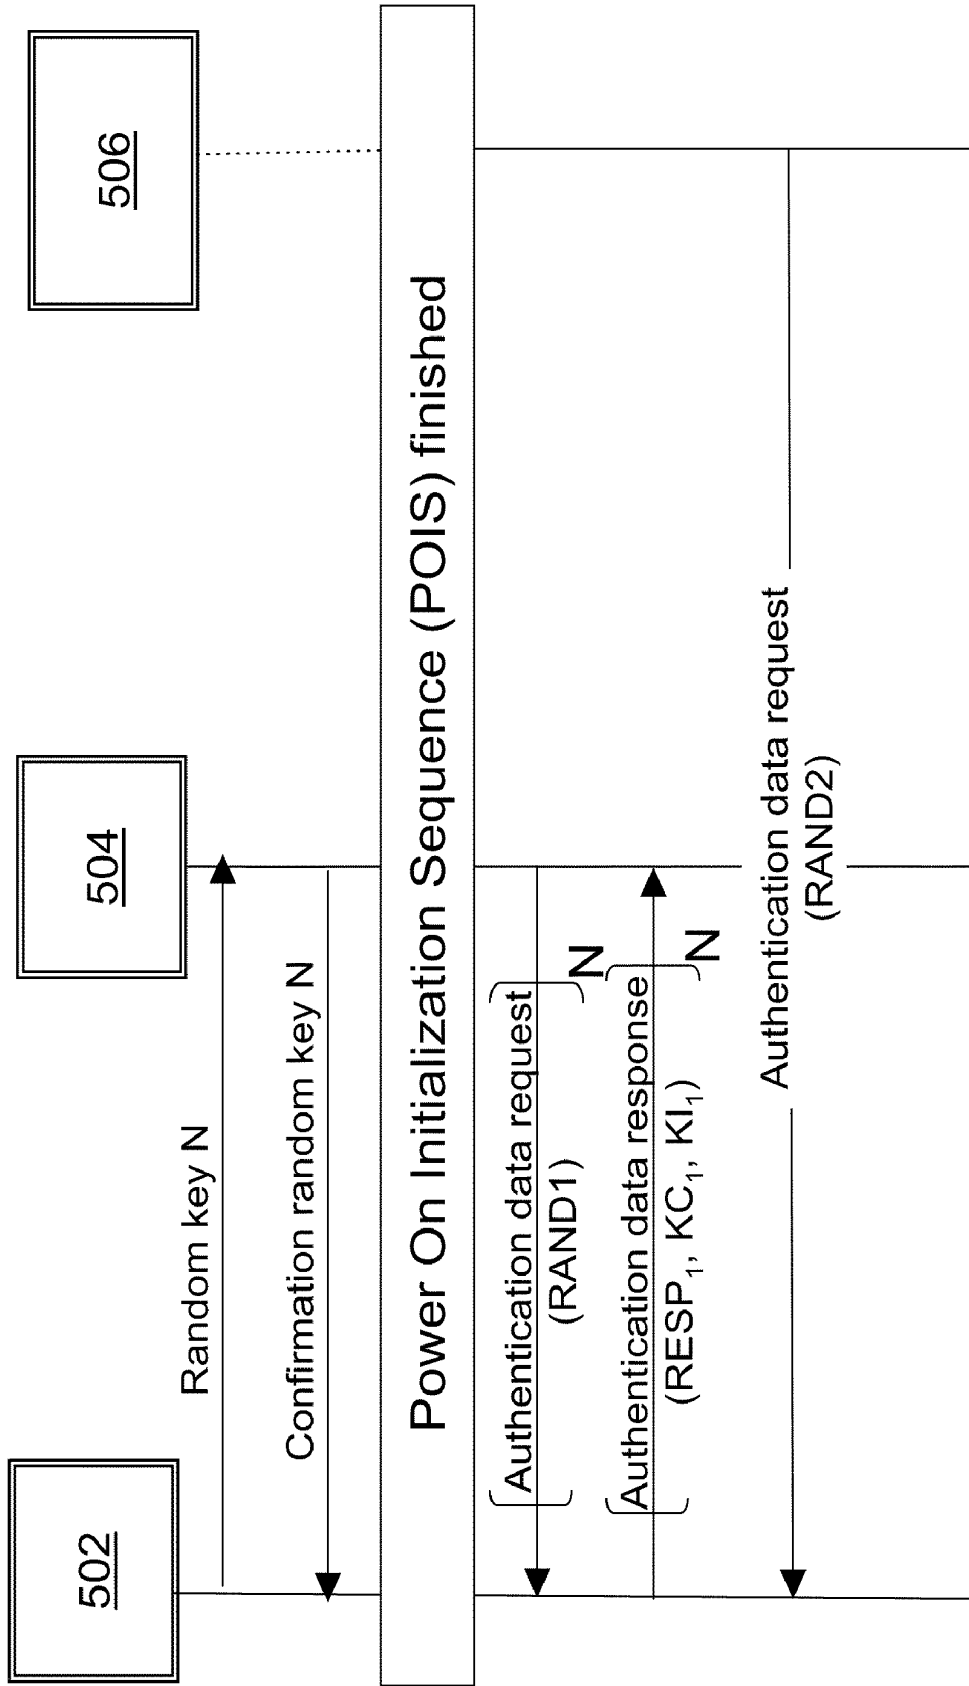 502
504
506
Random key N
Confirmation random key N
Power On Initialization Sequence (POIS) finished
Authentication data request
(RAND1)
N
Authentication data response
(RESP₁, KC₁, KI₁)
N
Authentication data request
(RAND2)